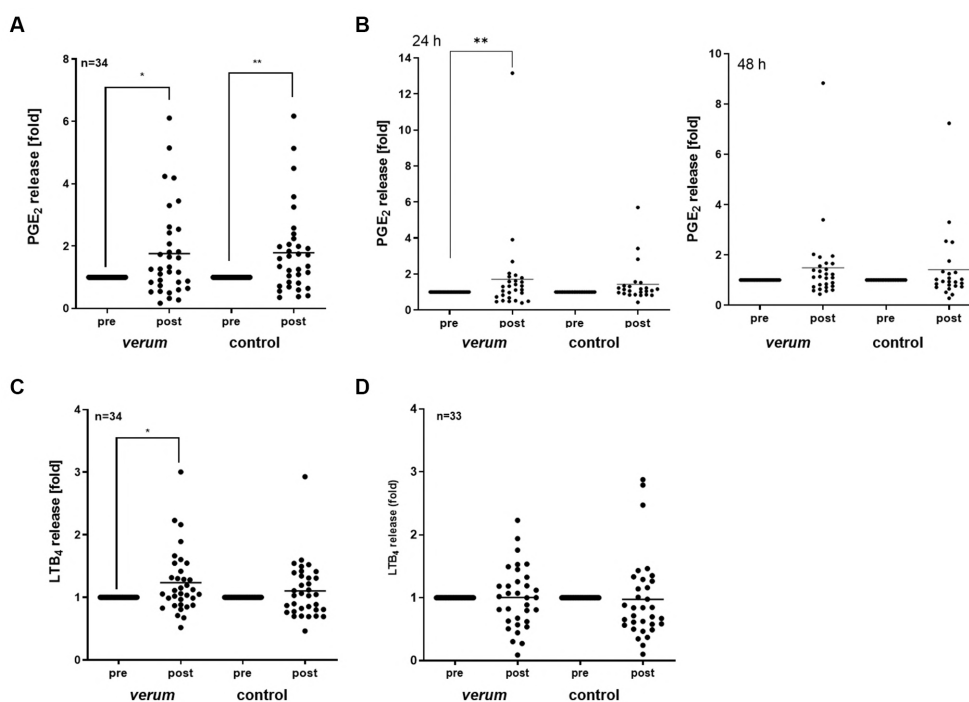 A
n=34
PGE2 release [fold]
8
6
4
2
0
*
**
pre post pre post
verum control
B
24 h
PGE2 release [fold]
14
12
10
8
6
4
2
0
**
pre post pre post
verum control
48 h
PGE2 release [fold]
10
8
6
4
2
0
pre post pre post
verum control
C
n=34
LTB4 release [fold]
4
3
2
1
0
*
pre post pre post
verum control
D
n=33
LTB4 release (fold)
4
3
2
1
0
pre post pre post
verum control